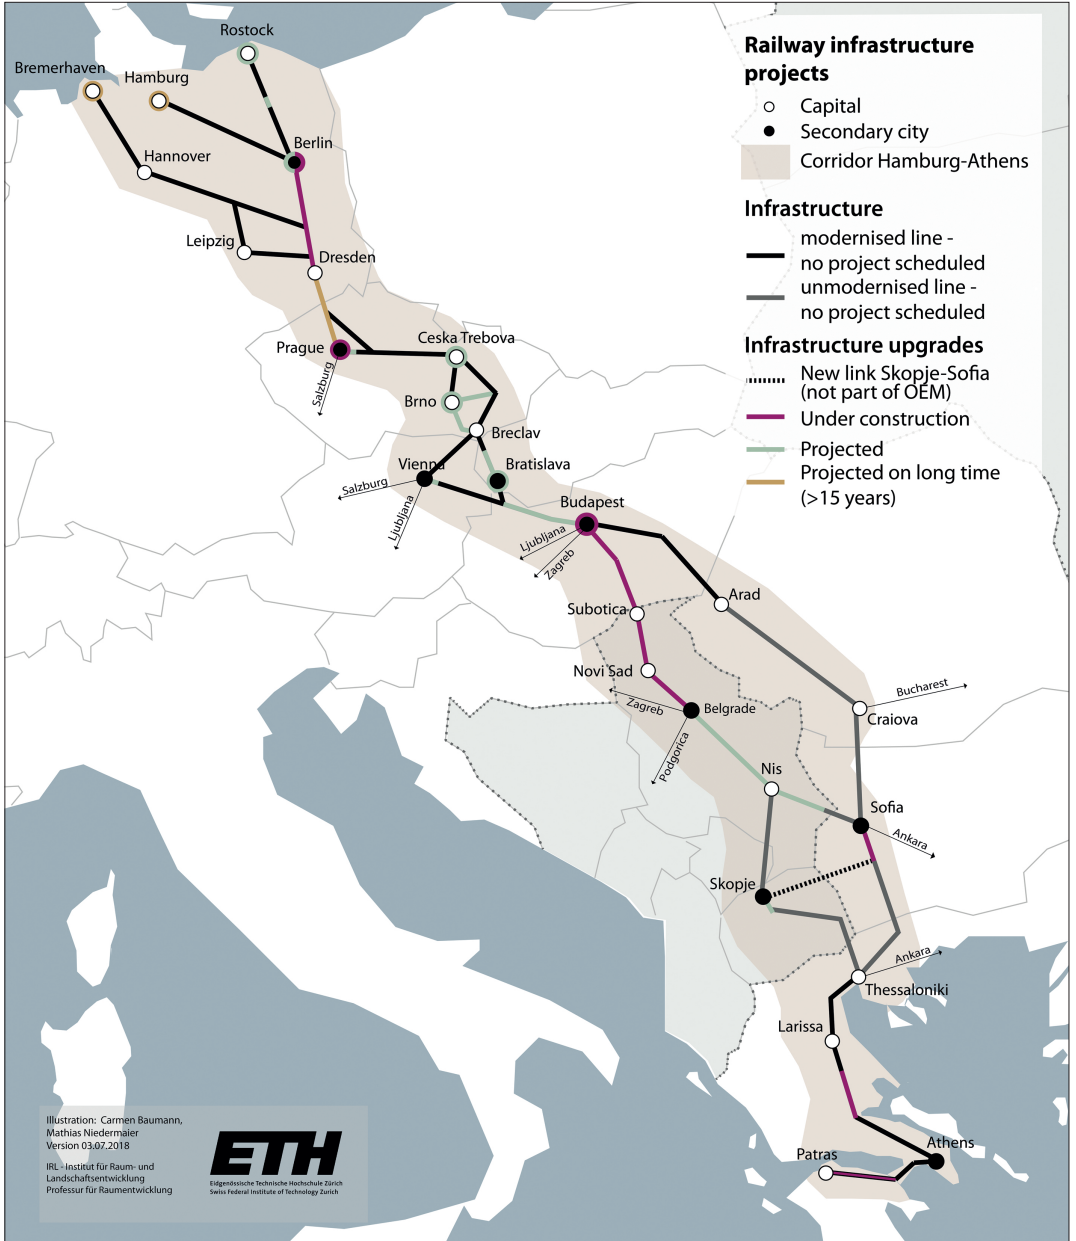 Rostock
Bremerhaven
Hamburg
Berlin
Hannover
Leipzig
Dresden
Prague
Ceska Trebova
Salzburg
Brno
Breclav
Vienna
Bratislava
Salzburg
Ljubljana
Budapest
Ljubljana
Zagreb
Arad
Subotica
Novi Sad
Bucharest
Zagreb
Belgrade
Craiova
Podgorica
Nis
Sofia
Ankara
Skopje
Ankara
Thessaloniki
Larissa
Athens
Patras
Railway infrastructure
projects
Capital
Secondary city
Corridor Hamburg-Athens
Infrastructure
modernised line -
no project scheduled
unmodernised line -
no project scheduled
Infrastructure upgrades
New link Skopje-Sofia
(not part of OEM)
Under construction
Projected
Projected on long time
(>15 years)
Illustration: Carmen Baumann,
Mathias Niedermaier
Version 03.07.2018
IRL - Institut für Raum- und
Landschaftsentwicklung
Professur für Raumentwicklung
ETH
Eidgenössische Technische Hochschule Zürich
Swiss Federal Institute of Technology Zurich